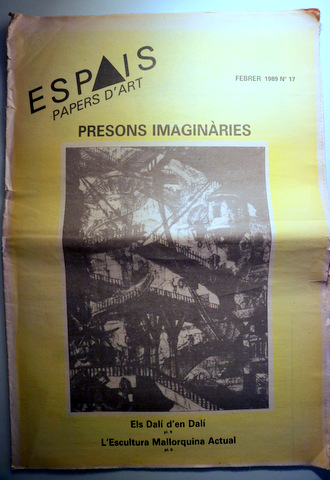 ESPAIS
PAPERS D'ART
FEBRER 1989 Nº 17
PRESONS IMAGINÀRIES
Els Dalí d'en Dalí
L'Escultura Mallorquina Actual